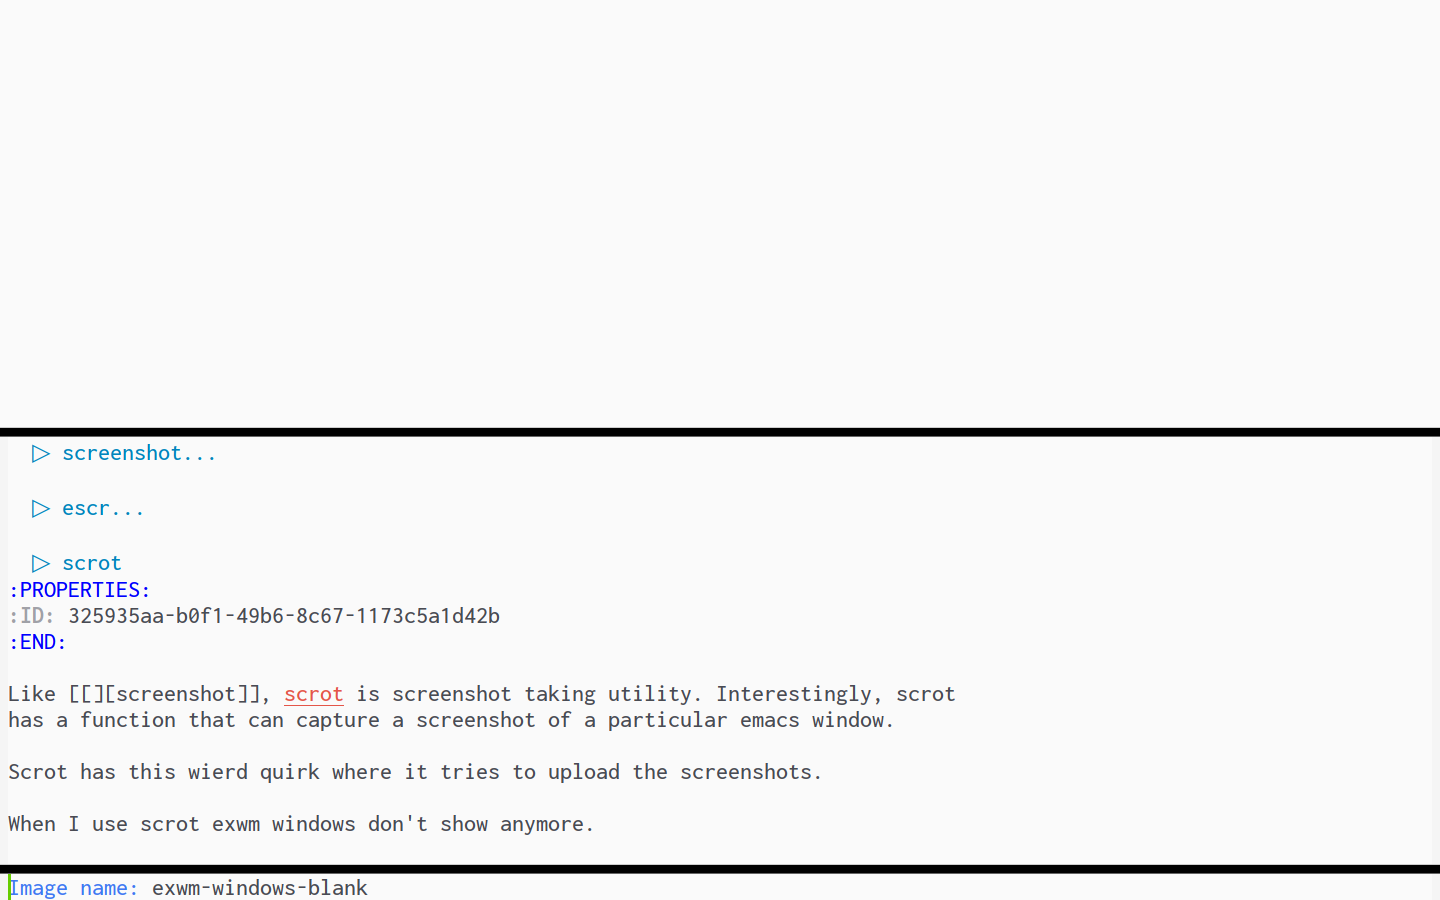 ▷ screenshot...
▷ escr...
▷ scrot
:PROPERTIES:
:ID: 325935aa-b0f1-49b6-8c67-1173c5a1d42b
:END:
Like [[][screenshot]], scrot is screenshot taking utility. Interestingly, scrot
has a function that can capture a screenshot of a particular emacs window.
Scrot has this wierd quirk where it tries to upload the screenshots.
When I use scrot exwm windows don't show anymore.
Image name: exwm-windows-blank